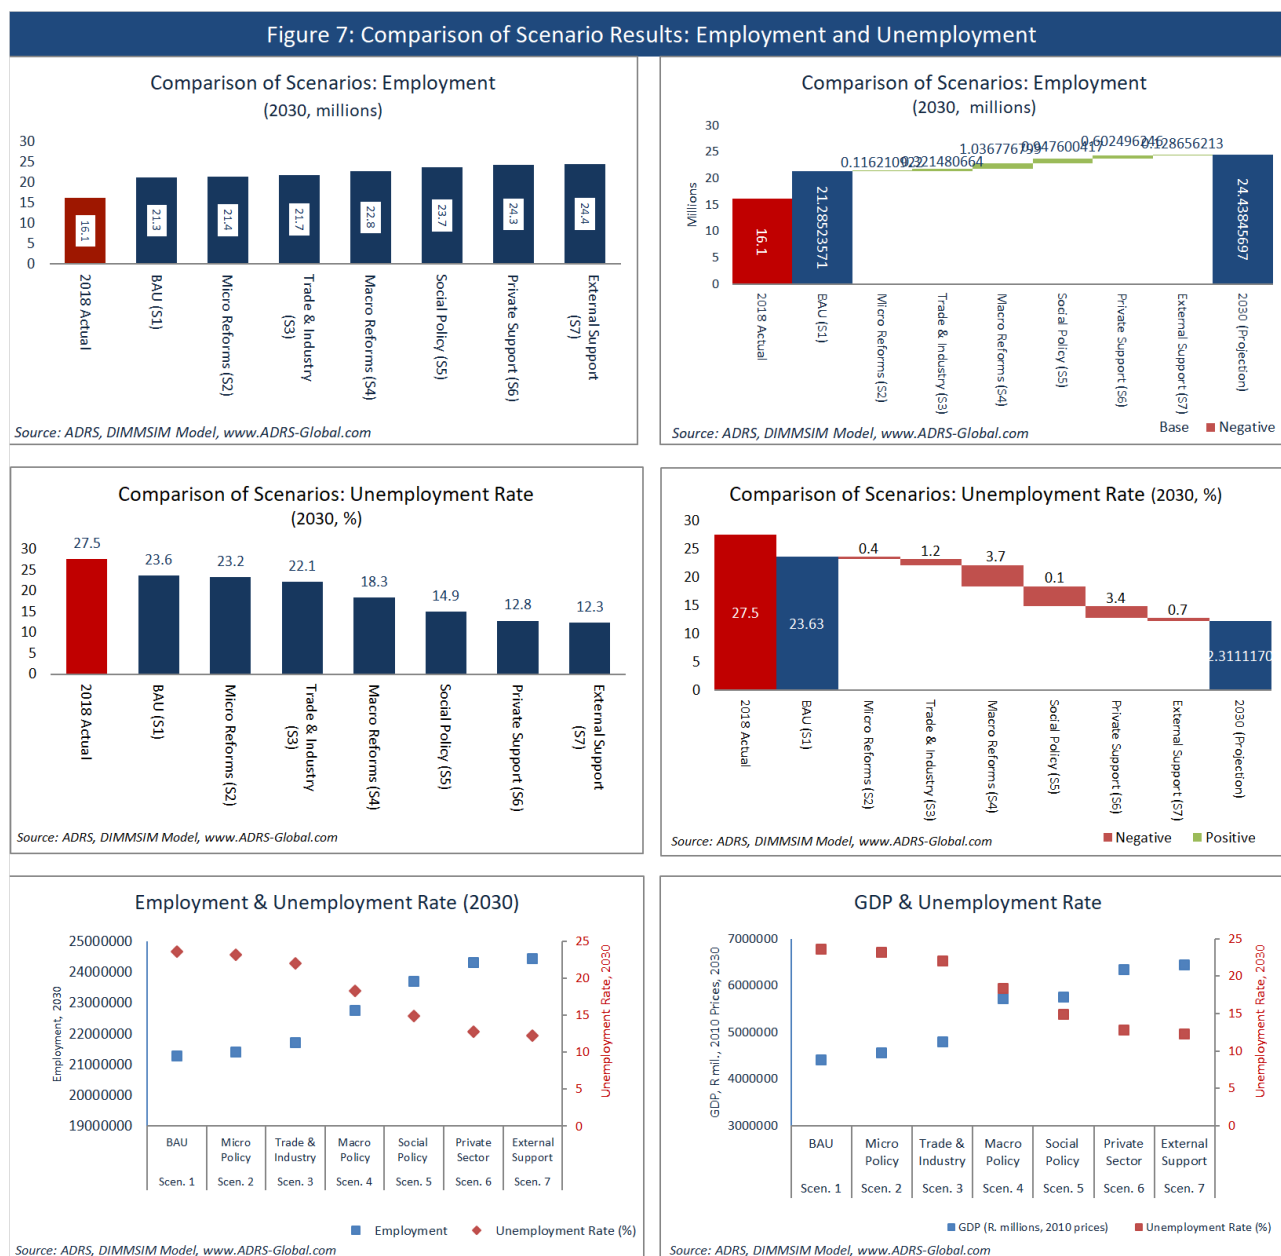 Figure 7: Comparison of Scenario Results: Employment and Unemployment
Comparison of Scenarios: Employment
(2030, millions)
30
25
20
15
10
5
0
16.1
21.3
21.4
21.7
22.8
23.7
24.3
24.4
2018 Actual
BAU (S1)
Micro Reforms (S2)
Trade & Industry
(S3)
Macro Reforms (S4)
Social Policy (S5)
Private Support (S6)
External Support
(S7)
Source: ADRS, DIMMSIM Model, www.ADRS-Global.com
Comparison of Scenarios: Employment
(2030, millions)
Millions
30
25
20
15
10
5
0
16.1
21.28523571
0.321480664
0.602496246
0.128656213
24.43845697
2018 Actual
BAU (S1)
Micro Reforms (S2)
Trade & Industry (S3)
Macro Reforms (S4)
Social Policy (S5)
Private Support (S6)
External Support (S7)
2030 (Projection)
Base Negative
Source: ADRS, DIMMSIM Model, www.ADRS-Global.com
Comparison of Scenarios: Unemployment Rate
(2030, %)
30
25
20
15
10
5
0
27.5
23.6
23.2
22.1
18.3
14.9
12.8
12.3
2018 Actual
BAU (S1)
Micro Reforms (S2)
Trade & Industry
(S3)
Macro Reforms (S4)
Social Policy (S5)
Private Support (S6)
External Support
(S7)
Source: ADRS, DIMMSIM Model, www.ADRS-Global.com
Comparison of Scenarios: Unemployment Rate (2030, %)
30
25
20
15
10
5
0
27.5
23.63
0.4
1.2
3.7
0.1
3.4
0.7
2.3111170
2018 Actual
BAU (S1)
Micro Reforms (S2)
Trade & Industry (S3)
Macro Reforms (S4)
Social Policy (S5)
Private Support (S6)
External Support (S7)
2030 (Projection)
Negative Positive
Source: ADRS, DIMMSIM Model, www.ADRS-Global.com
Employment & Unemployment Rate (2030)
Employment, 2030
25000000
24000000
23000000
22000000
21000000
20000000
19000000
25
20
15
10
5
0
Unemployment Rate, 2030
BAU Micro Trade & Macro Social Private External
Policy Industry Policy Policy Sector Support
Scen. 1 Scen. 2 Scen. 3 Scen. 4 Scen. 5 Scen. 6 Scen. 7
Employment Unemployment Rate (%)
Source: ADRS, DIMMSIM Model, www.ADRS-Global.com
GDP & Unemployment Rate
GDP, R mil., 2010 Prices, 2030
7000000
6000000
5000000
4000000
3000000
25
20
15
10
5
0
Unemployment Rate, 2030
BAU Micro Trade & Macro Social Private External
Policy Industry Policy Policy Sector Support
Scen. 1 Scen. 2 Scen. 3 Scen. 4 Scen. 5 Scen. 6 Scen. 7
GDP (R. millions, 2010 prices) Unemployment Rate (%)
Source: ADRS, DIMMSIM Model, www.ADRS-Global.com